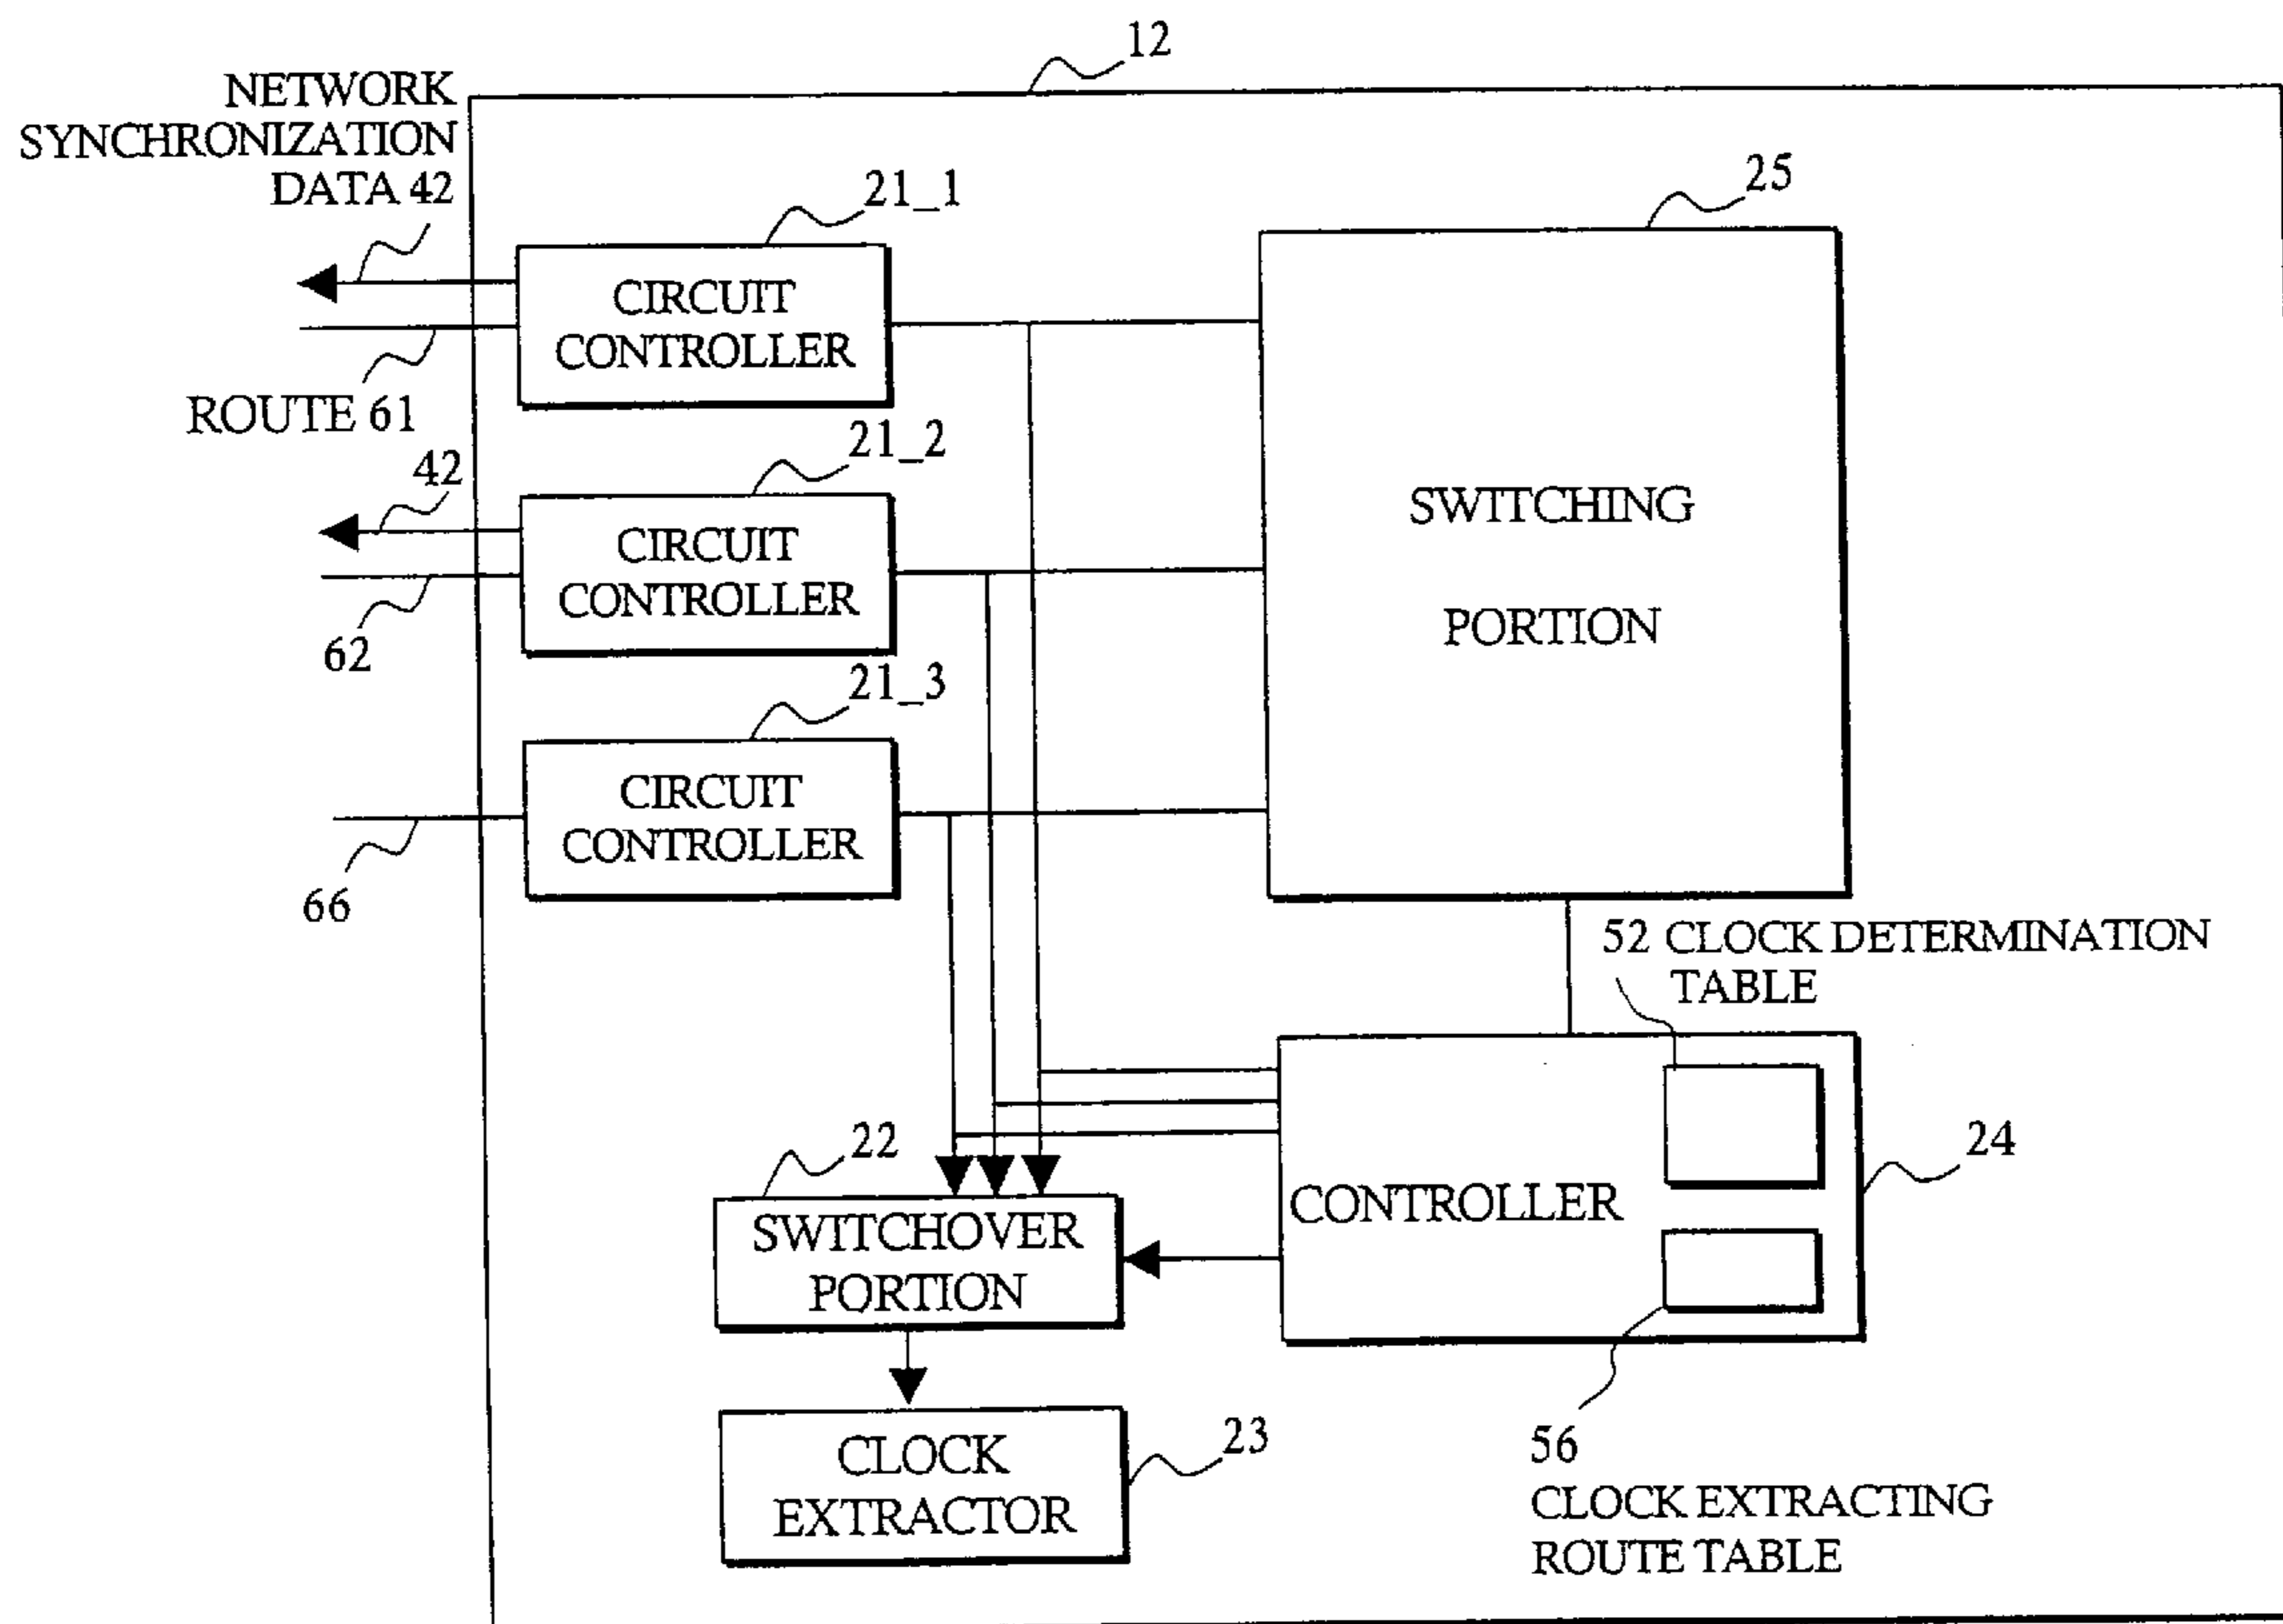 12
NETWORK
SYNCHRONIZATION
DATA 42
21_1
25
CIRCUIT
CONTROLLER
ROUTE 61
21_2
42
CIRCUIT
CONTROLLER
SWITCHING
PORTION
62
21_3
CIRCUIT
CONTROLLER
66
52 CLOCK DETERMINATION
TABLE
22
24
CONTROLLER
SWITCHOVER
PORTION
23
CLOCK
EXTRACTOR
56
CLOCK EXTRACTING
ROUTE TABLE